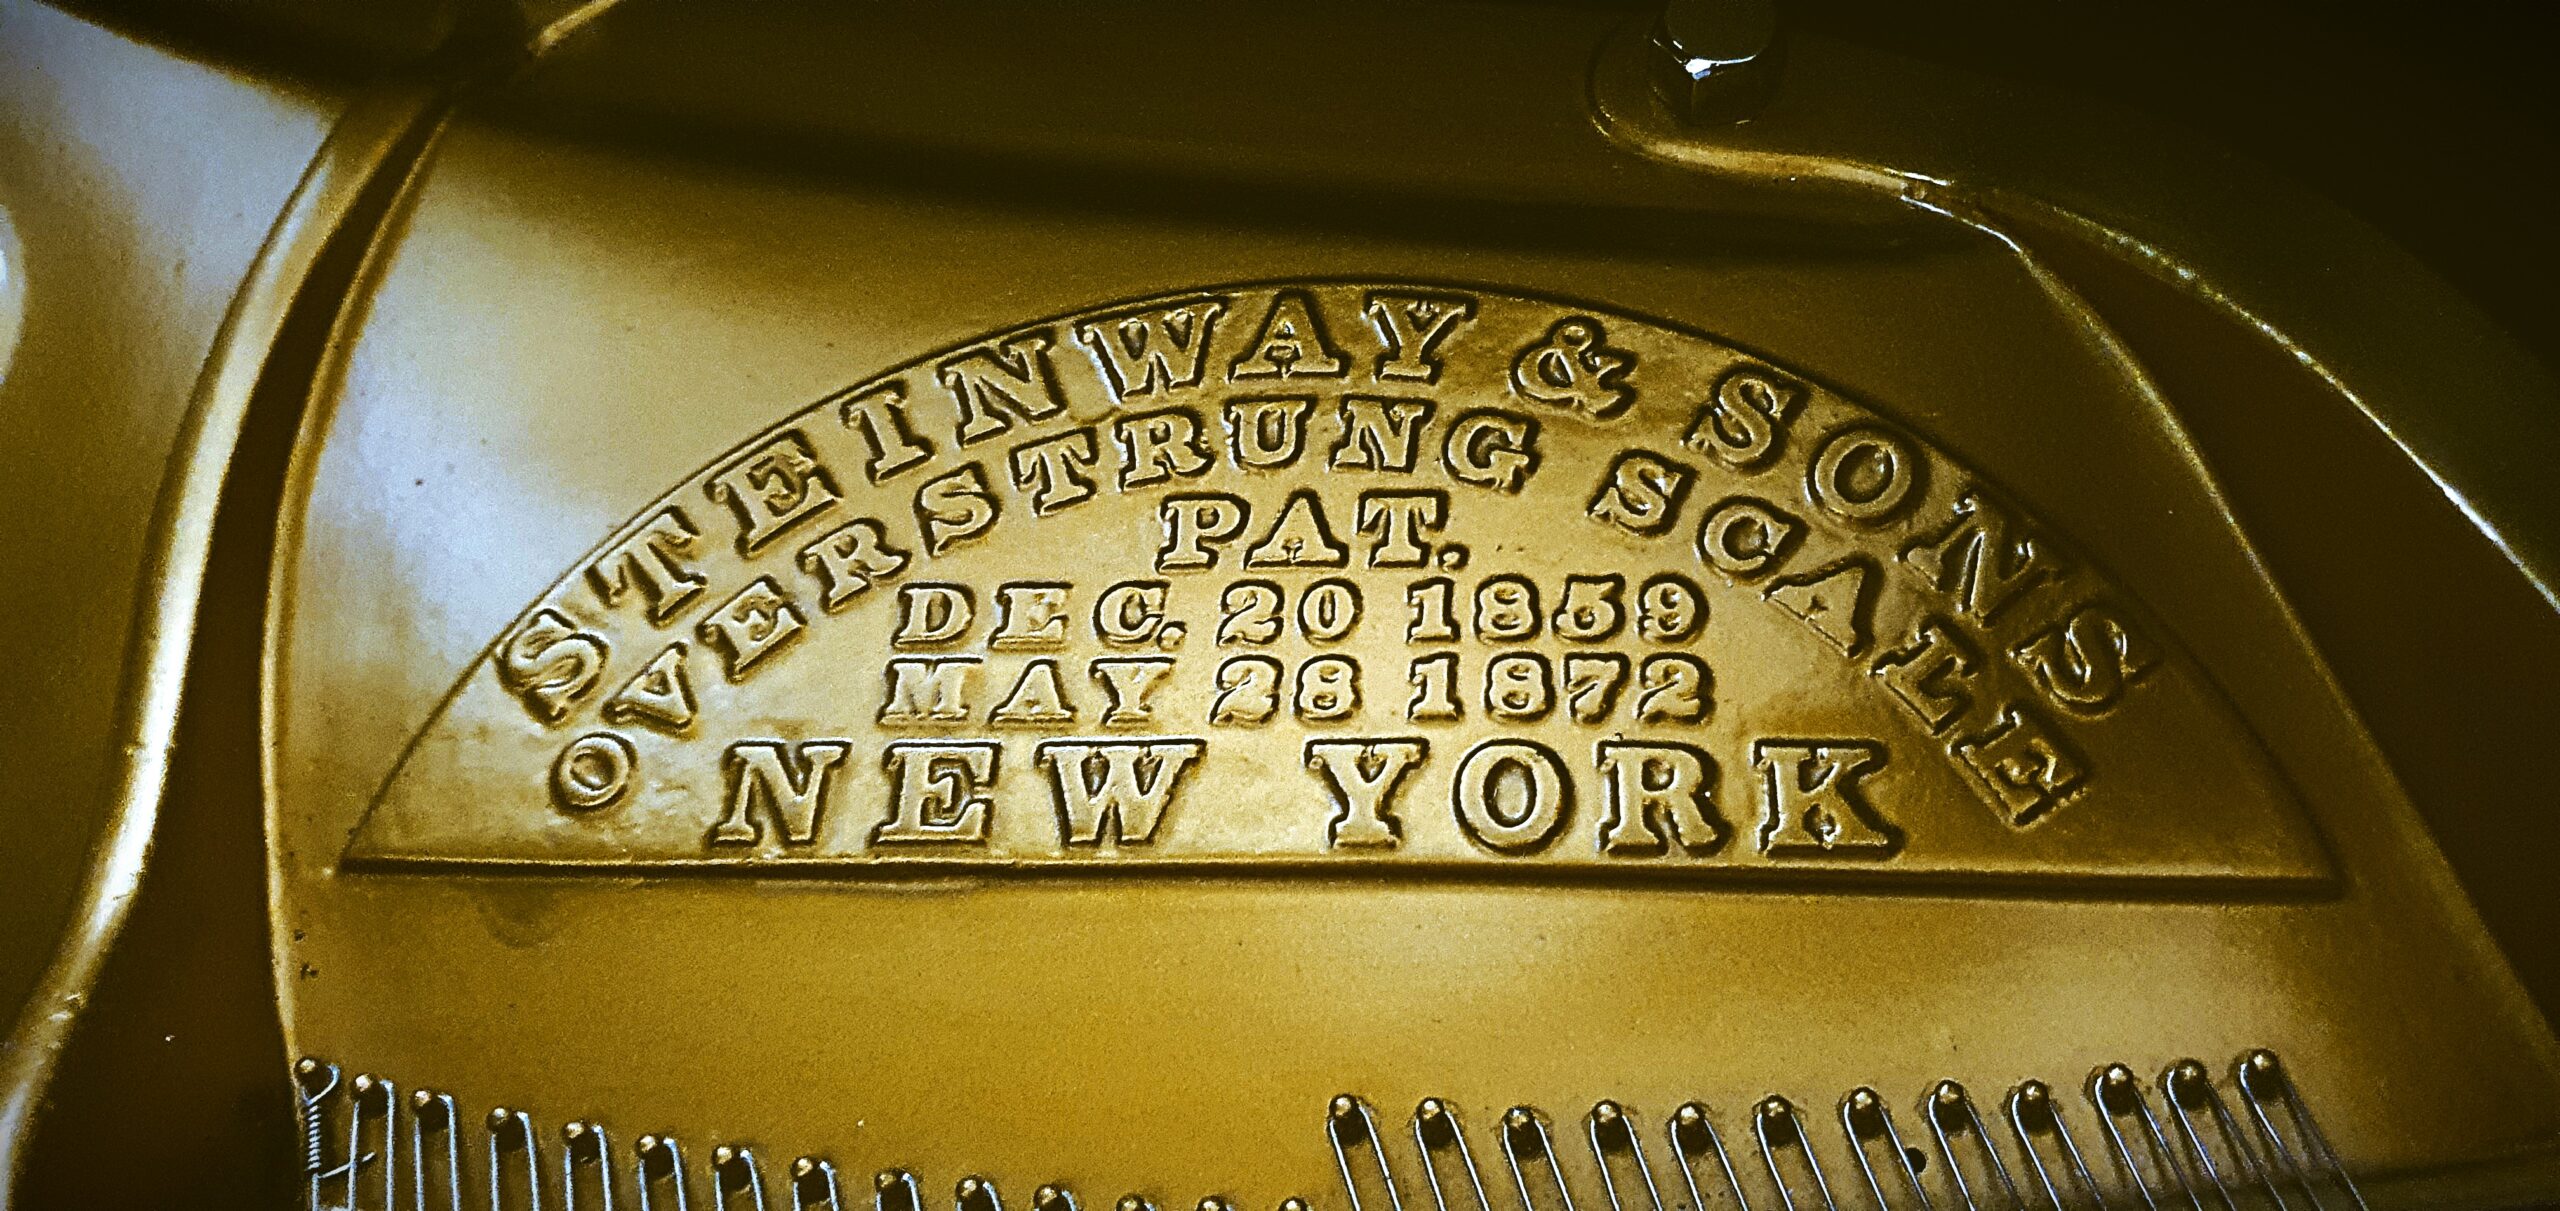 STEINWAY & SONS
OVERSTRUNG SCALE
PAT.
DEC. 20 1859
MAY 28 1872
NEW YORK